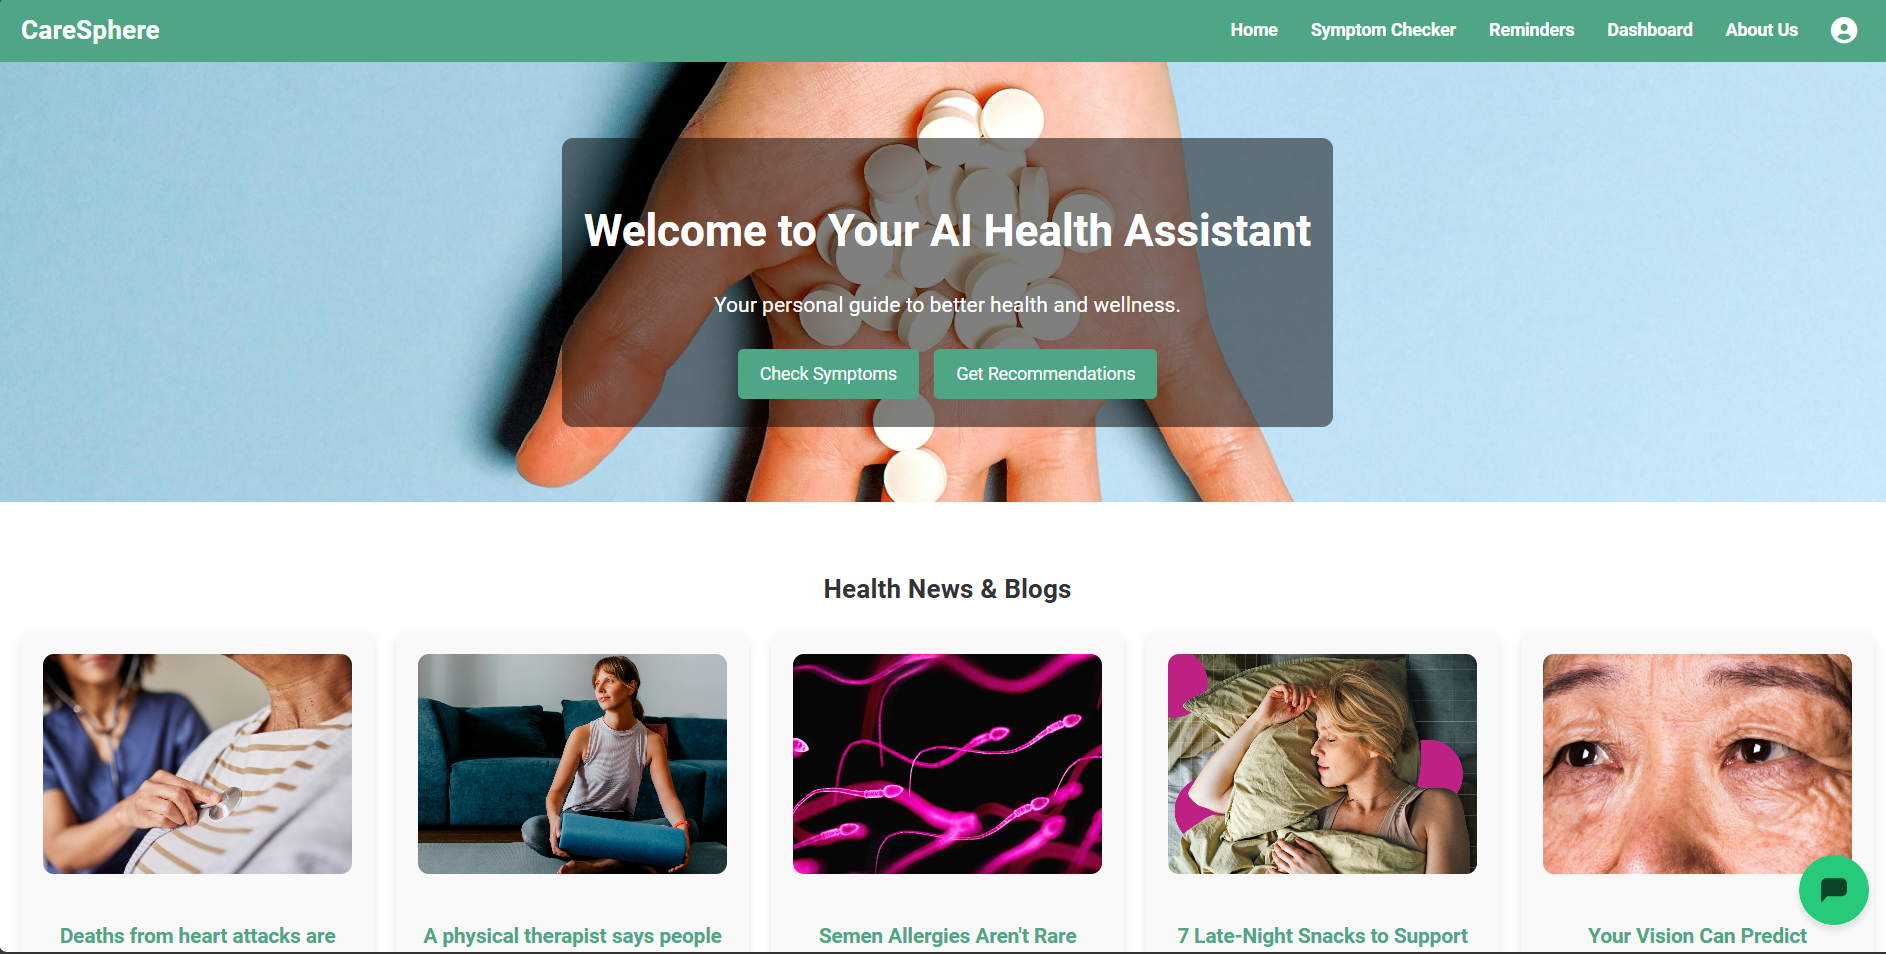 CareSphere
Home
Symptom Checker
Reminders
Dashboard
About Us
Welcome to Your AI Health Assistant
Your personal guide to better health and wellness.
Check Symptoms
Get Recommendations
Health News & Blogs
Deaths from heart attacks are
A physical therapist says people
Semen Allergies Aren't Rare
7 Late-Night Snacks to Support
Your Vision Can Predict